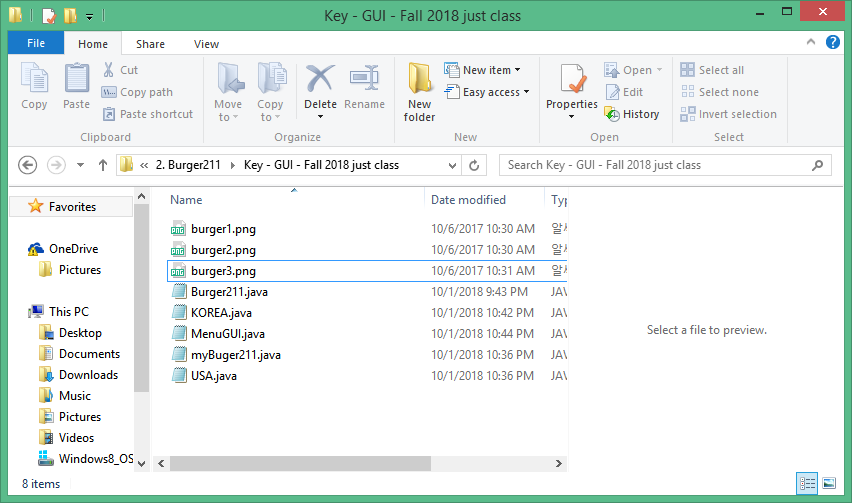 Key - GUI - Fall 2018 just class
File Home Share View
Copy
Paste
Cut
Copy path
Paste shortcut
Clipboard
Move to
Copy to
Delete
Rename
Organize
New folder
New item
Easy access
New
Properties
Open
Edit
History
Open
Select all
Select none
Invert selection
Select
« 2. Burger211 Key - GUI - Fall 2018 just class
Search Key - GUI - Fall 2018 just class
Favorites
OneDrive
Pictures
This PC
Desktop
Documents
Downloads
Music
Pictures
Videos
Windows8_OS
Name Date modified Typ
burger1.png 10/6/2017 10:30 AM
burger2.png 10/6/2017 10:30 AM
burger3.png 10/6/2017 10:31 AM
Burger211.java 10/1/2018 9:43 PM JAV
KOREA.java 10/1/2018 10:42 PM JAV
MenuGUI.java 10/1/2018 10:44 PM JAV
myBuger211.java 10/1/2018 10:36 PM JAV
USA.java 10/1/2018 10:36 PM JAV
Select a file to preview.
8 items